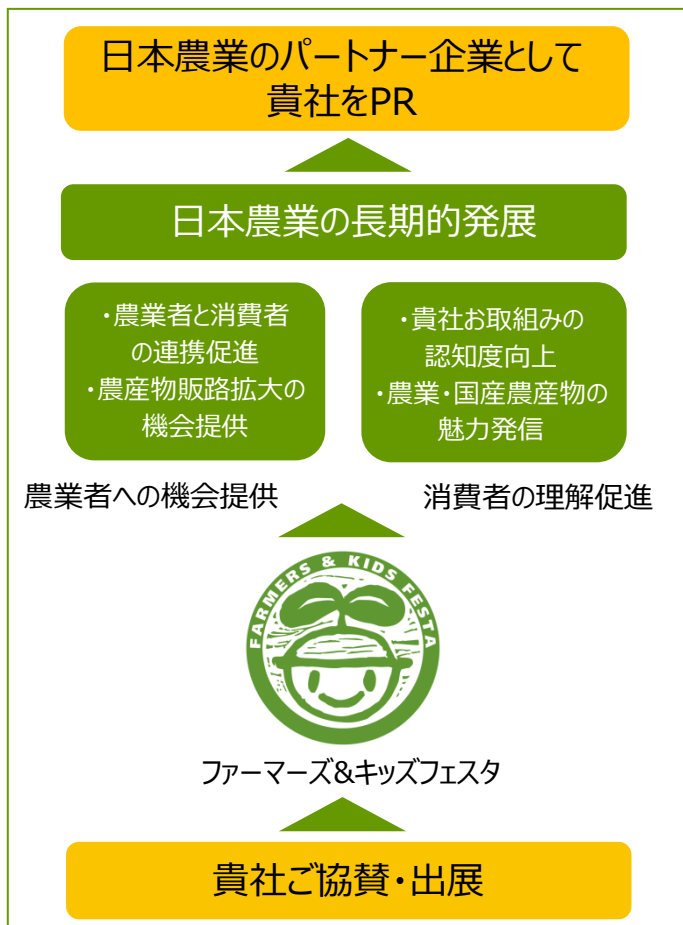 日本農業のパートナー企業として
貴社をPR
日本農業の長期的発展
・農業者と消費者
の連携促進
・農産物販路拡大の
機会提供
・貴社お取組みの
認知度向上
・農業・国産農産物の
魅力発信
農業者への機会提供
消費者の理解促進
FARMERS & KIDS FESTA
ファーマーズ&キッズフェスタ
貴社ご協賛・出展